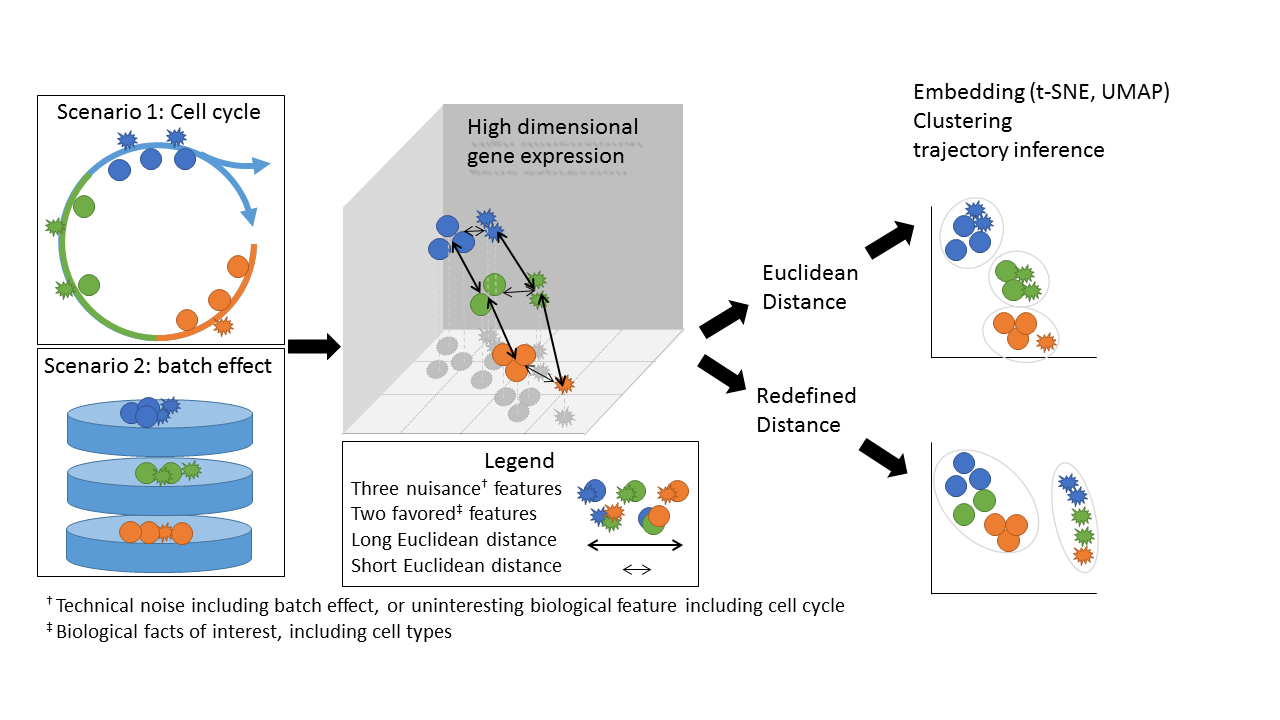 Scenario 1: Cell cycle
Scenario 2: batch effect
High dimensional
gene expression
Legend
Three nuisance† features
Two favored‡ features
Long Euclidean distance
Short Euclidean distance
Euclidean
Distance
Redefined
Distance
Embedding (t-SNE, UMAP)
Clustering
trajectory inference
† Technical noise including batch effect, or uninteresting biological feature including cell cycle
‡ Biological facts of interest, including cell types